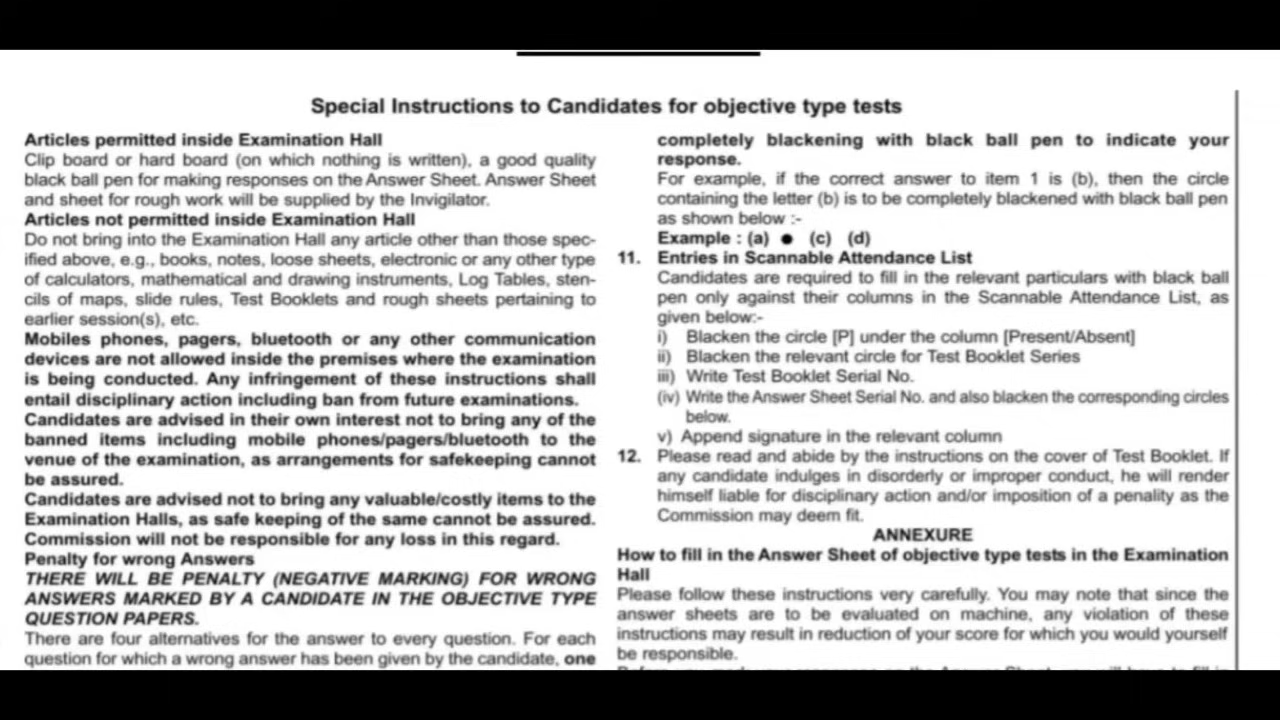 Special Instructions to Candidates for objective type tests
Articles permitted inside Examination Hall
Clip board or hard board (on which nothing is written), a good quality
black ball pen for making responses on the Answer Sheet. Answer Sheet
and sheet for rough work will be supplied by the Invigilator.
Articles not permitted inside Examination Hall
Do not bring into the Examination Hall any article other than those spec-
ified above, e.g., books, notes, loose sheets, electronic or any other type
of calculators, mathematical and drawing instruments, Log Tables, sten-
cils of maps, slide rules, Test Booklets and rough sheets pertaining to
earlier session(s), etc.
Mobiles phones, pagers, bluetooth or any other communication
devices are not allowed inside the premises where the examination
is being conducted. Any infringement of these instructions shall
entail disciplinary action including ban from future examinations.
Candidates are advised in their own interest not to bring any of the
banned items including mobile phones/pagers/bluetooth to the
venue of the examination, as arrangements for safekeeping cannot
be assured.
Candidates are advised not to bring any valuable/costly items to the
Examination Halls, as safe keeping of the same cannot be assured.
Commission will not be responsible for any loss in this regard.
Penalty for wrong Answers
THERE WILL BE PENALTY (NEGATIVE MARKING) FOR WRONG
ANSWERS MARKED BY A CANDIDATE IN THE OBJECTIVE TYPE
QUESTION PAPERS.
There are four alternatives for the answer to every question. For each
question for which a wrong answer has been given by the candidate, one
completely blackening with black ball pen to indicate your
response.
For example, if the correct answer to item 1 is (b), then the circle
containing the letter (b) is to be completely blackened with black ball pen
as shown below :-
Example : (a) ● (c) (d)
11. Entries in Scannable Attendance List
Candidates are required to fill in the relevant particulars with black ball
pen only against their columns in the Scannable Attendance List, as
given below:-
i) Blacken the circle [P] under the column [Present/Absent]
ii) Blacken the relevant circle for Test Booklet Series
iii) Write Test Booklet Serial No.
(iv) Write the Answer Sheet Serial No. and also blacken the corresponding circles
below.
v) Append signature in the relevant column
12. Please read and abide by the instructions on the cover of Test Booklet. If
any candidate indulges in disorderly or improper conduct, he will render
himself liable for disciplinary action and/or imposition of a penalty as the
Commission may deem fit.
ANNEXURE
How to fill in the Answer Sheet of objective type tests in the Examination
Hall
Please follow these instructions very carefully. You may note that since the
answer sheets are to be evaluated on machine, any violation of these
instructions may result in reduction of your score for which you would yourself
be responsible.